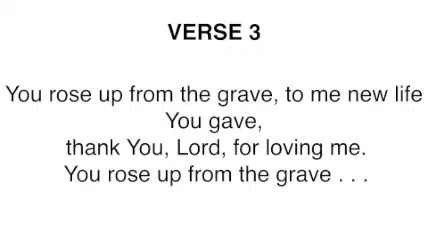 VERSE 3
You rose up from the grave, to me new life
You gave,
thank You, Lord, for loving me.
You rose up from the grave . . .